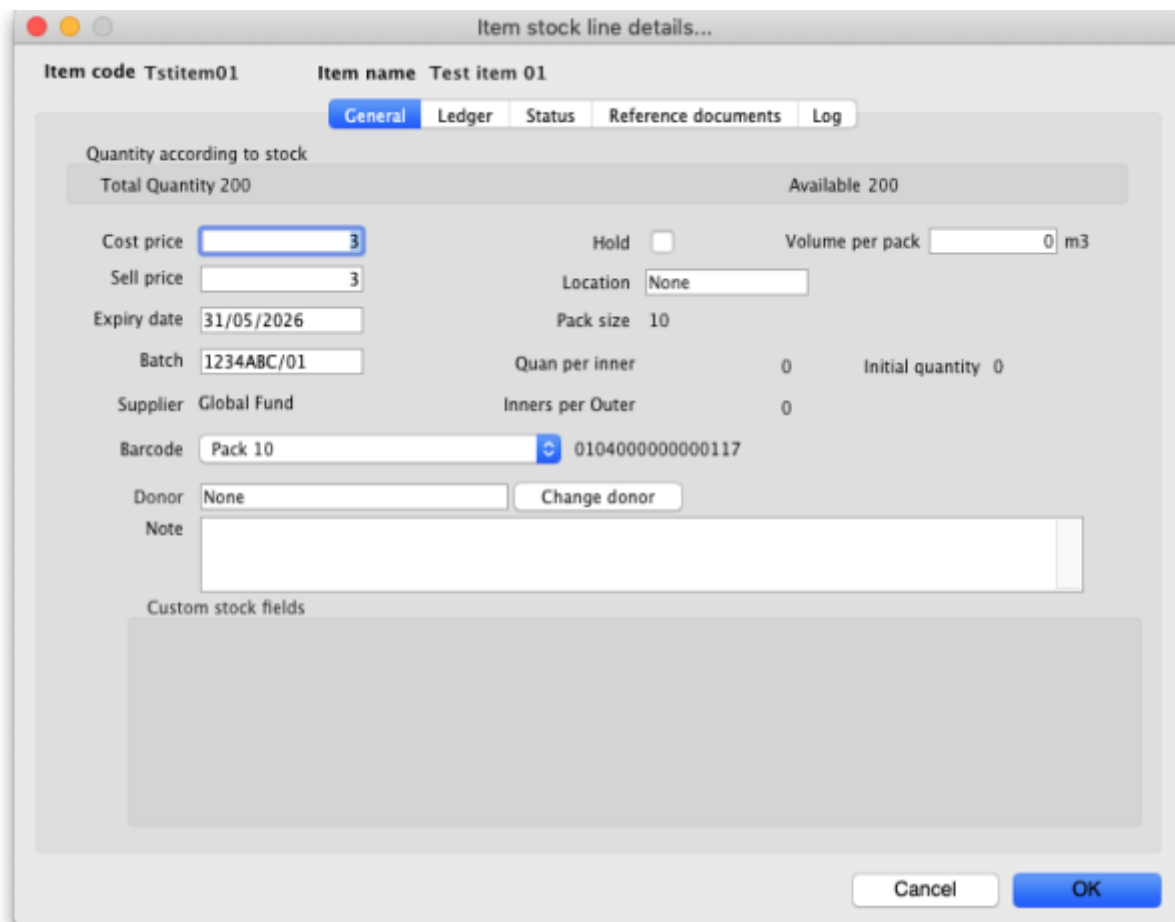 Item stock line details...
Item code Tstitem01 Item name Test item 01
General Ledger Status Reference documents Log
Quantity according to stock
Total Quantity 200 Available 200
Cost price 3 Hold Volume per pack 0 m3
Sell price 3 Location None
Expiry date 31/05/2026 Pack size 10
Batch 1234ABC/01 Quan per inner 0 Initial quantity 0
Supplier Global Fund Inners per Outer 0
Barcode Pack 10 0104000000000117
Donor None Change donor
Note
Custom stock fields
Cancel OK